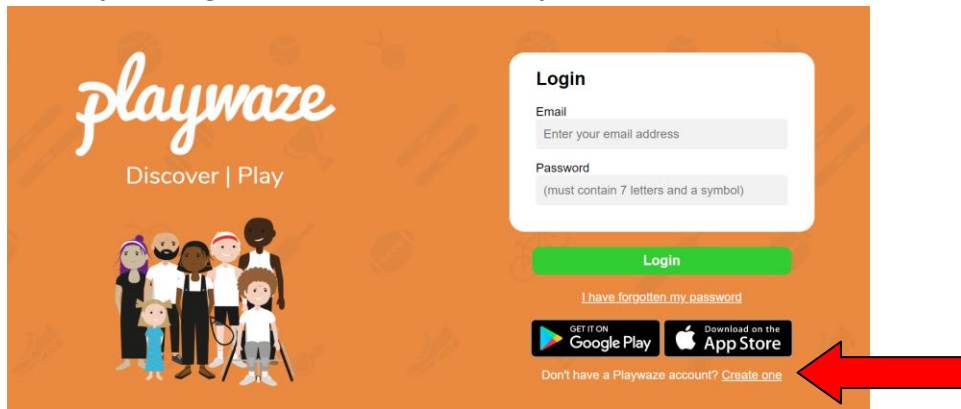 playwaze
Discover | Play
Login
Email
Enter your email address
Password
(must contain 7 letters and a symbol)
Login
I have forgotten my password
GET IT ON
Google Play
Download on the
App Store
Don't have a Playwaze account? Create one